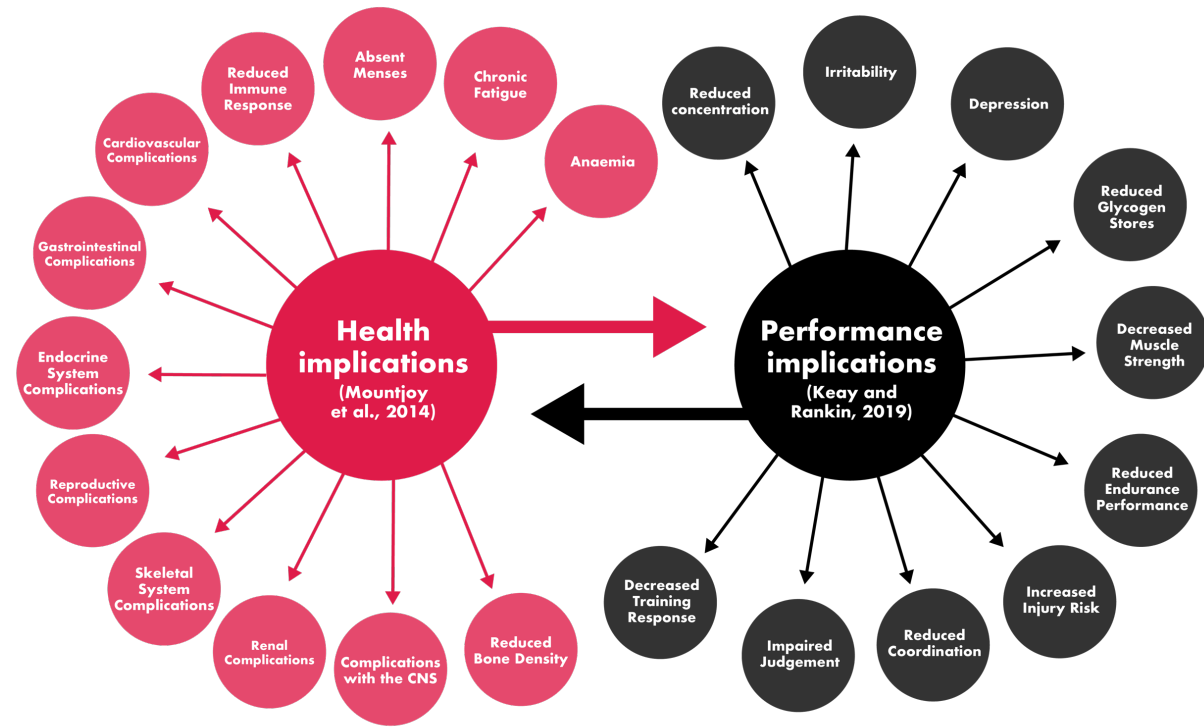 Health
implications
(Mountjoy
et al., 2014)
Absent
Menses
Chronic
Fatigue
Anaemia
Reduced
Immune
Response
Cardiovascular
Complications
Gastrointestinal
Complications
Endocrine
System
Complications
Reproductive
Complications
Skeletal
System
Complications
Renal
Complications
Complications
with the CNS
Reduced
Bone Density
Performance
implications
(Keay and
Rankin, 2019)
Reduced
concentration
Irritability
Depression
Reduced
Glycogen
Stores
Decreased
Muscle
Strength
Reduced
Endurance
Performance
Increased
Injury Risk
Reduced
Coordination
Impaired
Judgement
Decreased
Training
Response